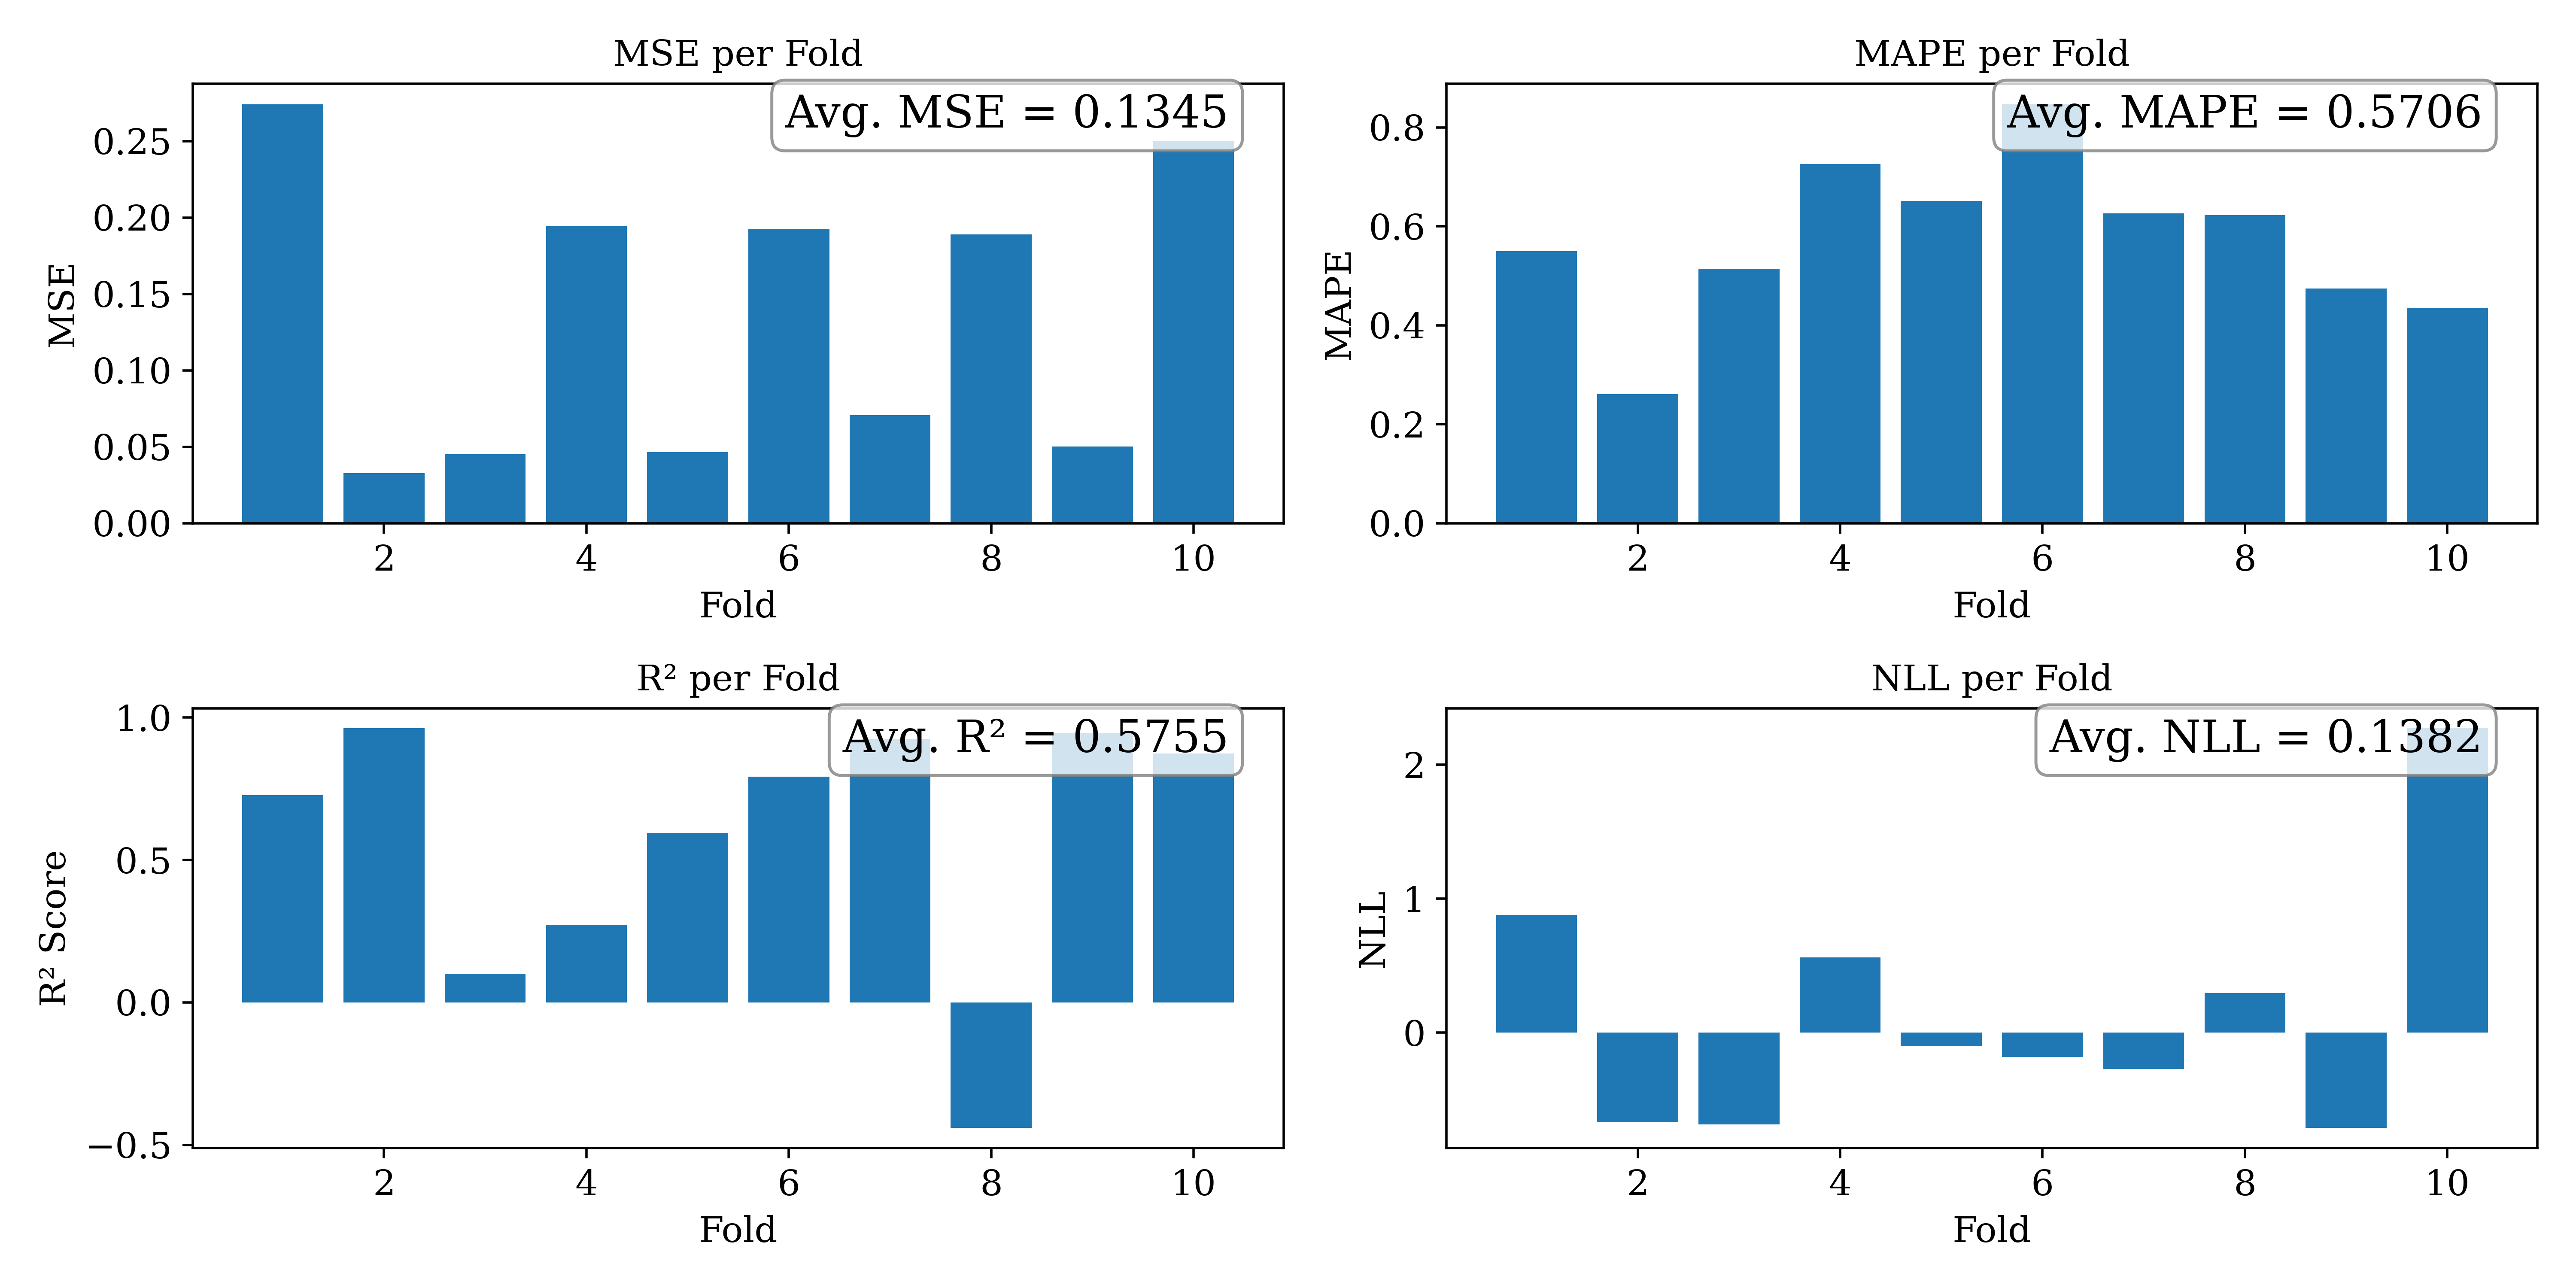 MSE per Fold
Avg. MSE = 0.1345
MSE
0.25
0.20
0.15
0.10
0.05
0.00
2 4 6 8 10
Fold
MAPE per Fold
Avg. MAPE = 0.5706
MAPE
0.8
0.6
0.4
0.2
0.0
2 4 6 8 10
Fold
R² per Fold
Avg. R² = 0.5755
R² Score
1.0
0.5
0.0
−0.5
2 4 6 8 10
Fold
NLL per Fold
Avg. NLL = 0.1382
NLL
2
1
0
2 4 6 8 10
Fold